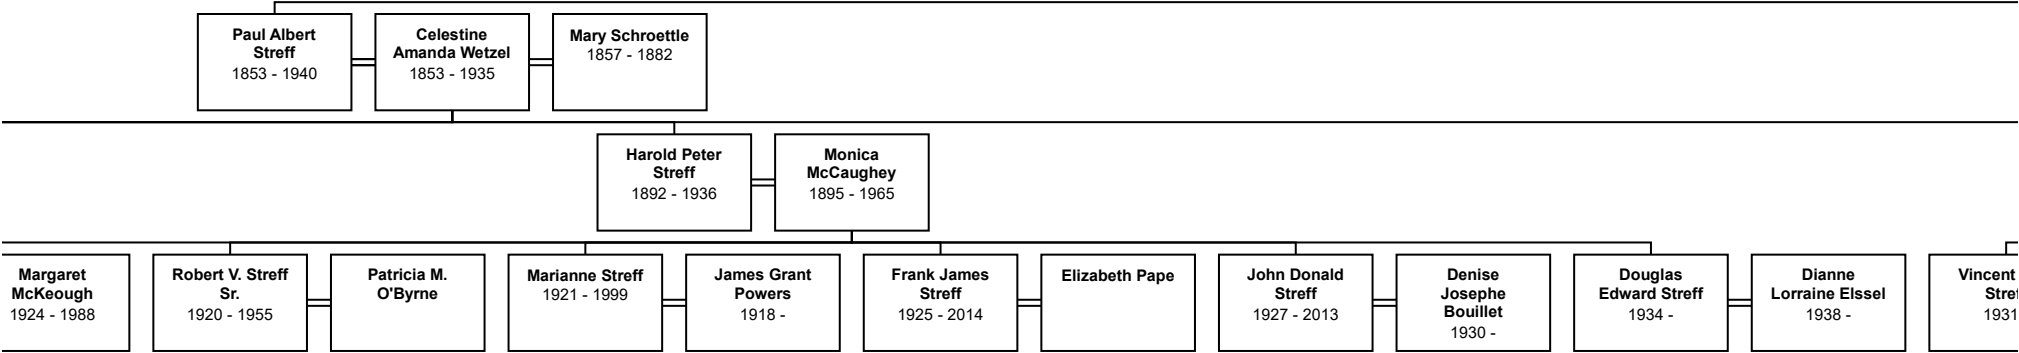 Paul Albert
Streff
1853 - 1940
Celestine
Amanda Wetzel
1853 - 1935
Mary Schroettle
1857 - 1882
Harold Peter
Streff
1892 - 1936
Monica
McCaughey
1895 - 1965
Margaret
McKeough
1924 - 1988
Robert V. Streff
Sr.
1920 - 1955
Patricia M.
O'Byrne
Marianne Streff
1921 - 1999
James Grant
Powers
1918 -
Frank James
Streff
1925 - 2014
Elizabeth Pape
John Donald
Streff
1927 - 2013
Denise
Josephe
Bouillet
1930 -
Douglas
Edward Streff
1934 -
Dianne
Lorraine Elssel
1938 -
Vincent
1931